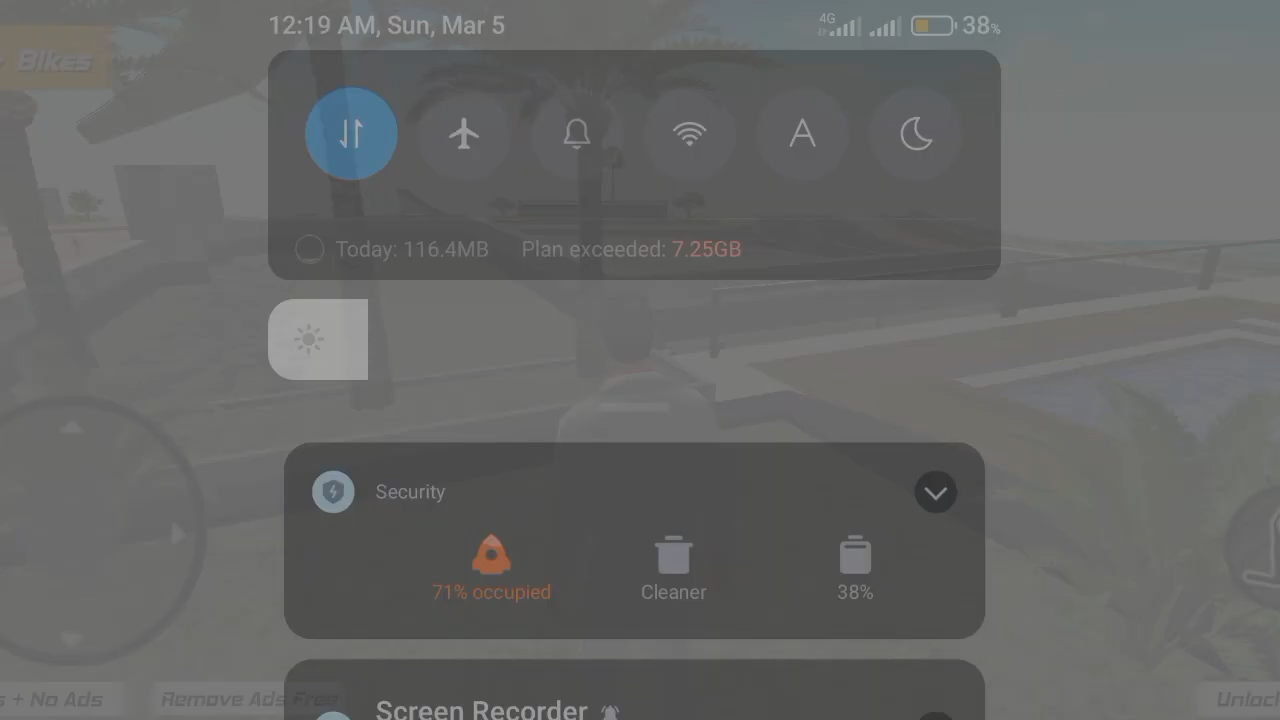 12:19 AM, Sun, Mar 5
4G
38%
Bikes
A
Today: 116.4MB Plan exceeded: 7.25GB
Security
71% occupied
Cleaner
38%
s + No Ads
Remove Ads Free
Unlock
Screen Recorder